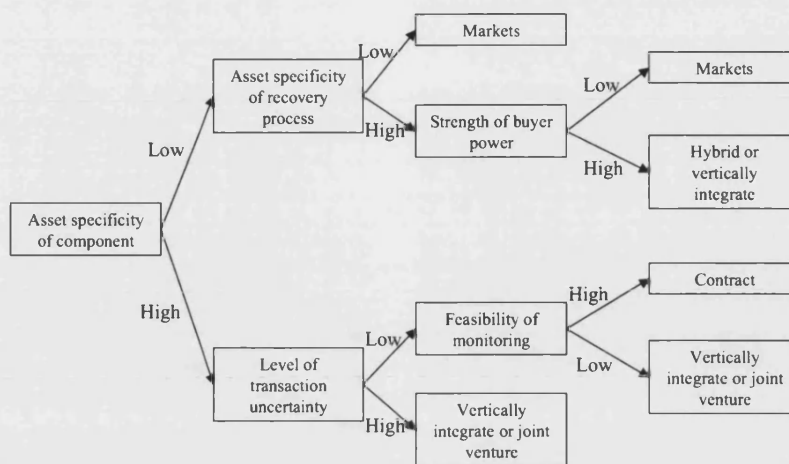 Markets
Low
Asset specificity
of recovery
process
High
Strength of buyer
power
Low
Markets
High
Hybrid or
vertically
integrate
Low
Asset specificity
of component
High
Level of
transaction
uncertainty
Low
Feasibility of
monitoring
High
Contract
Low
Vertically
integrate or joint
venture
High
Vertically
integrate or joint
venture